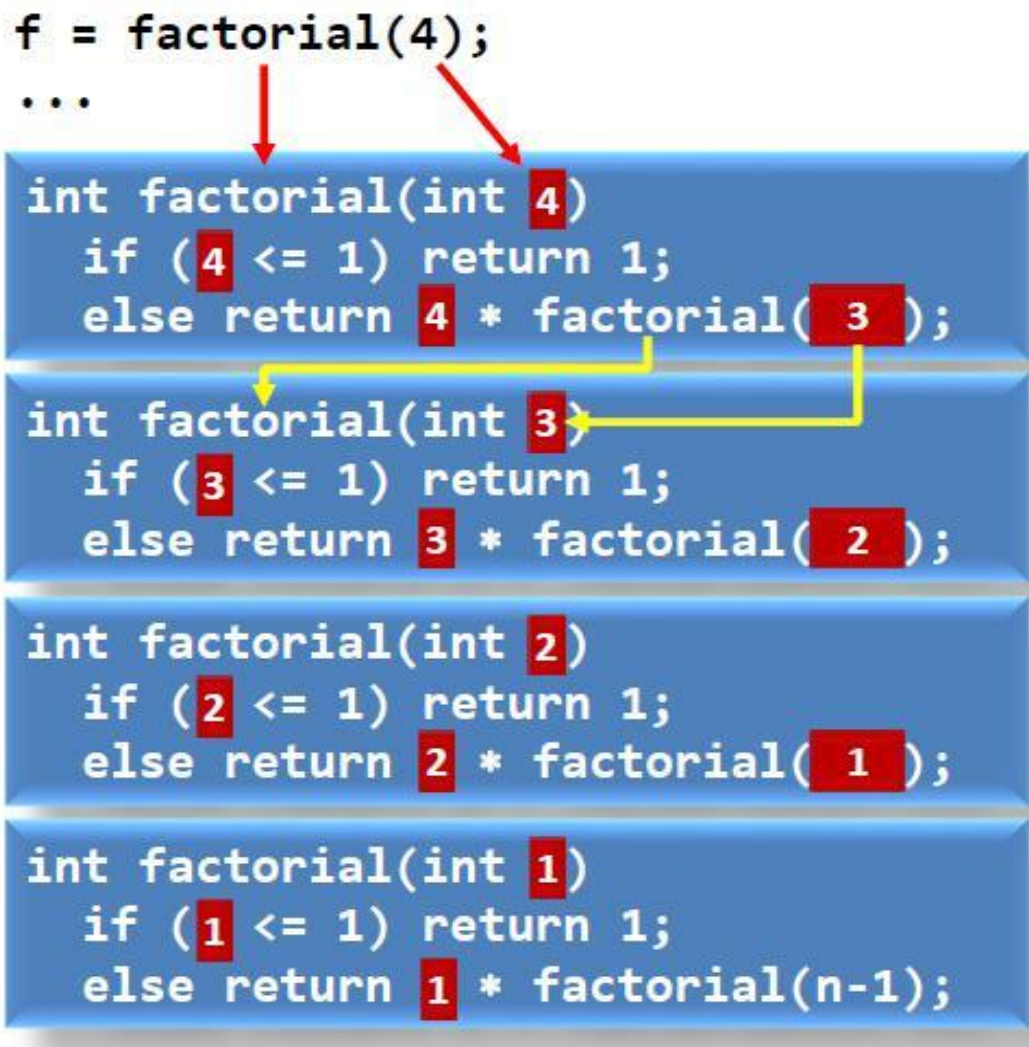 f = factorial(4);
...
int factorial(int 4)
if (4 <= 1) return 1;
else return 4 * factorial( 3 );
int factorial(int 3)
if (3 <= 1) return 1;
else return 3 * factorial( 2 );
int factorial(int 2)
if (2 <= 1) return 1;
else return 2 * factorial( 1 );
int factorial(int 1)
if (1 <= 1) return 1;
else return 1 * factorial(n-1);